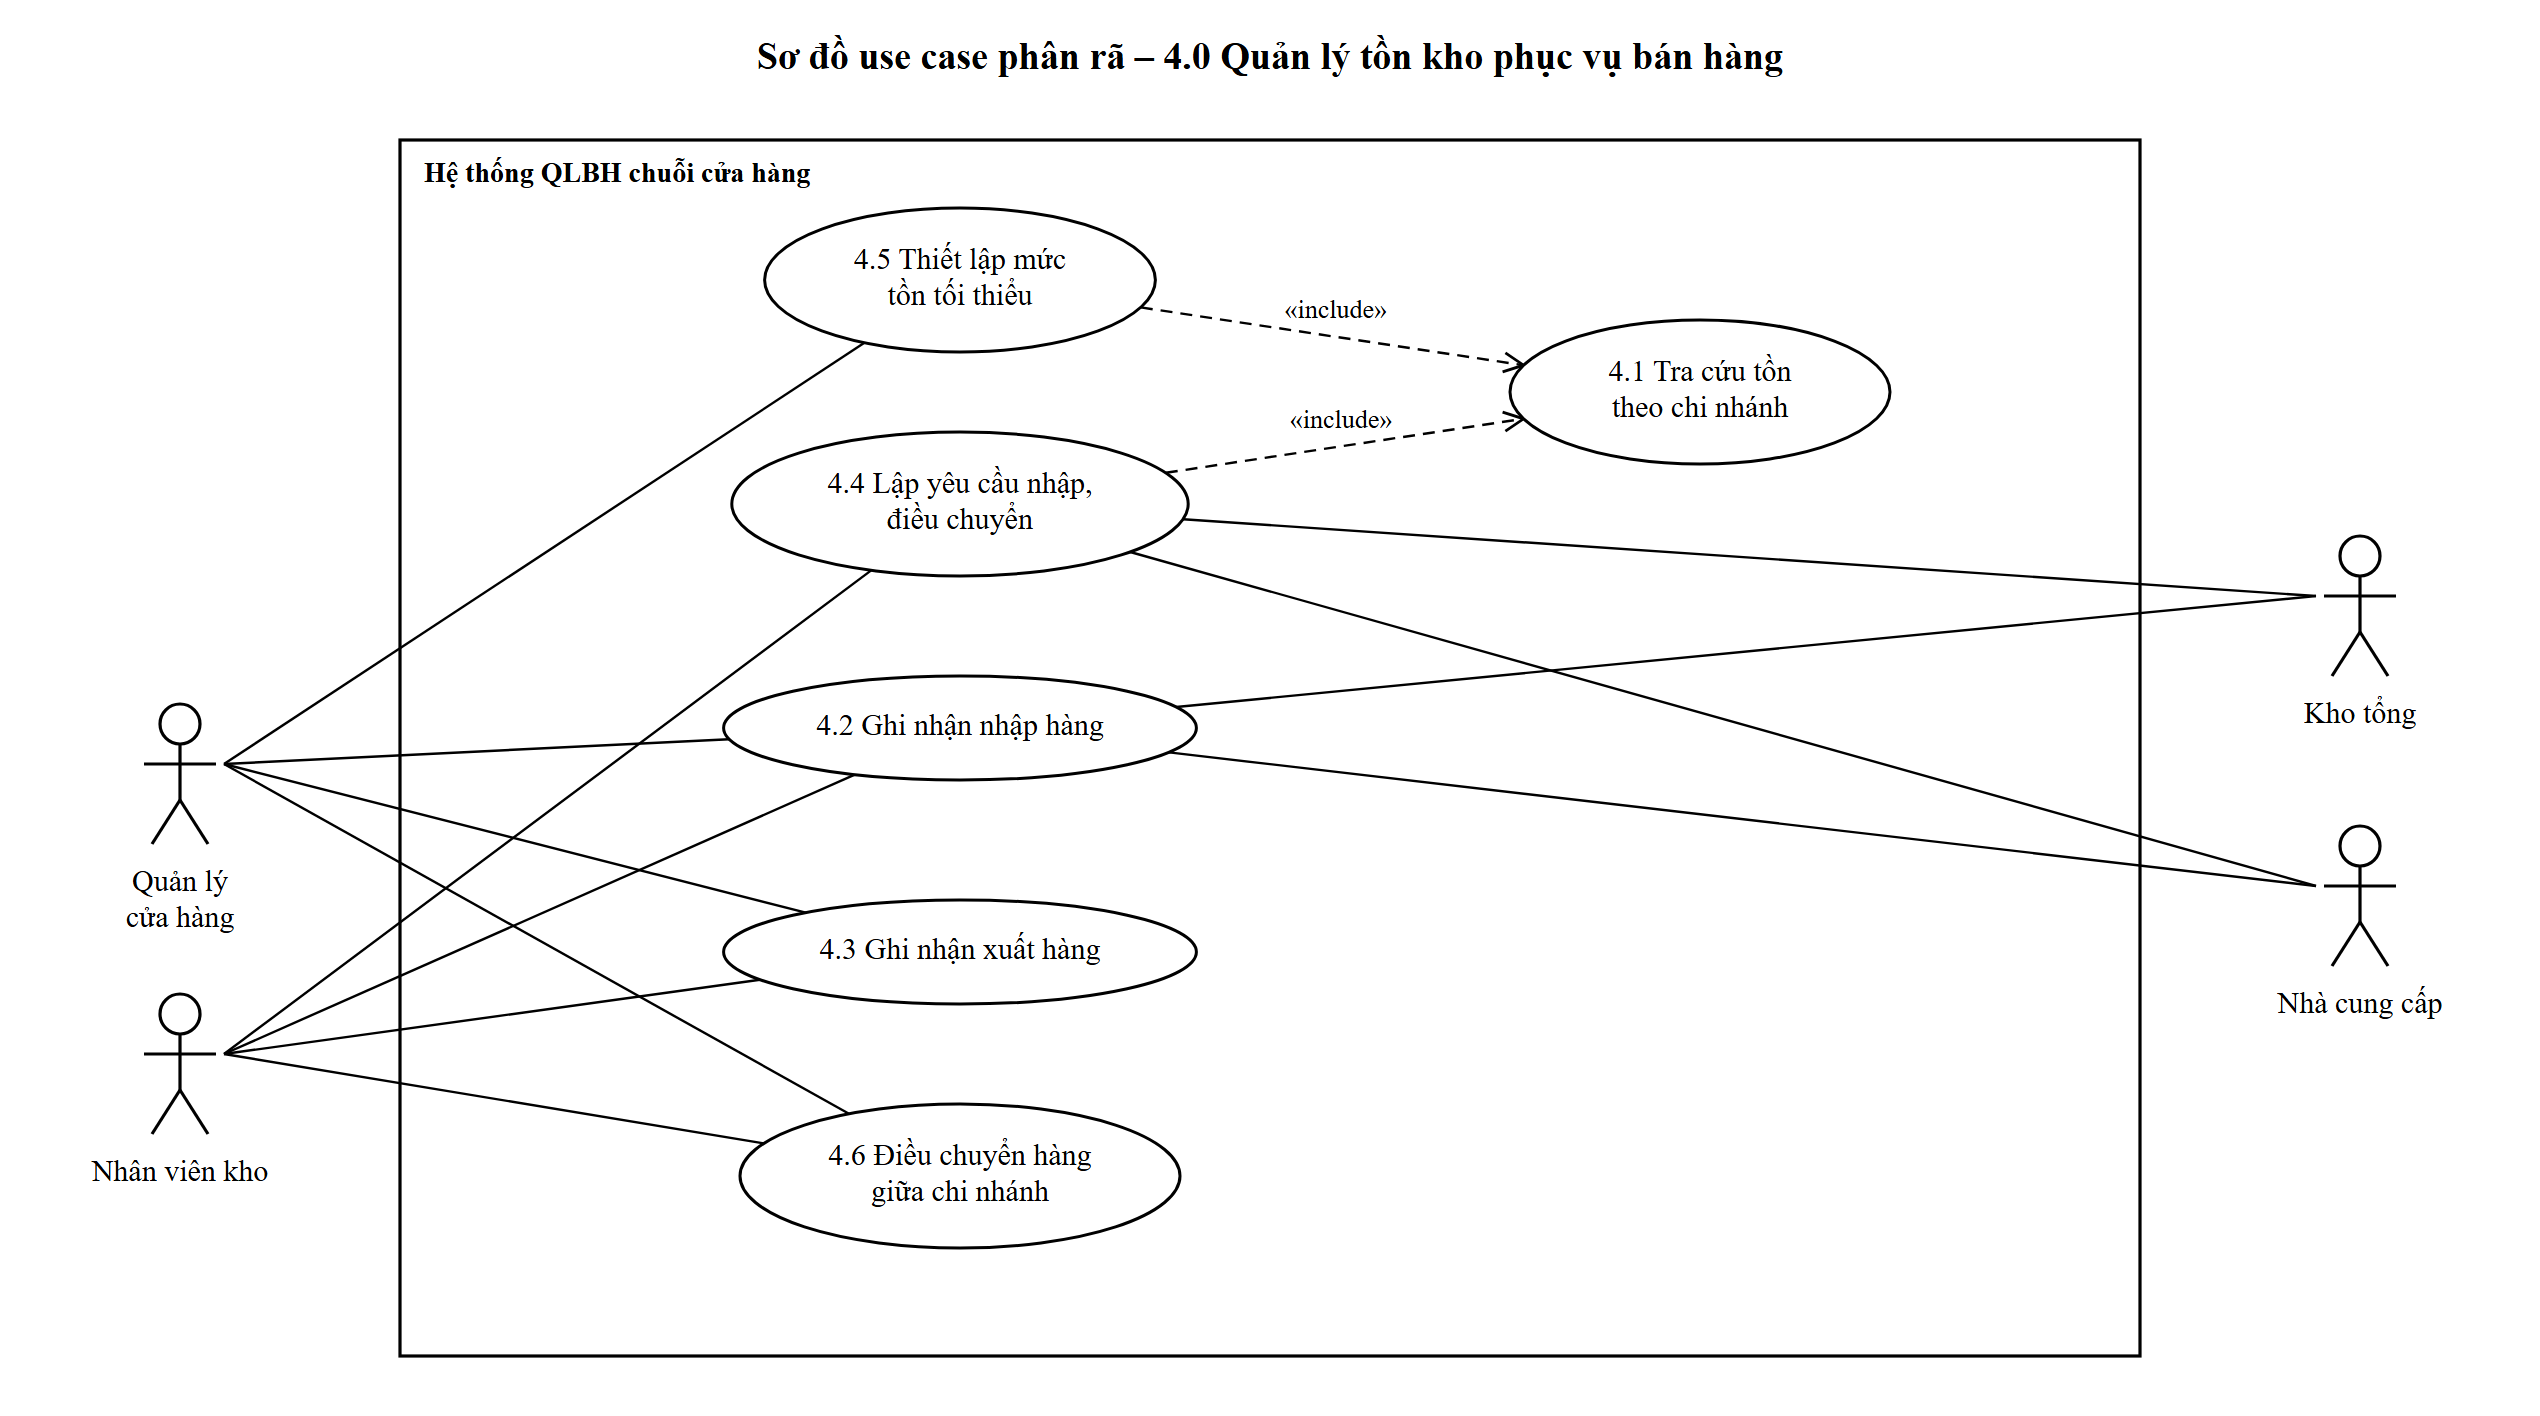 Sơ đồ use case phân rã – 4.0 Quản lý tồn kho phục vụ bán hàng
Hệ thống QLBH chuỗi cửa hàng
4.5 Thiết lập mức
tồn tối thiểu
«include»
4.1 Tra cứu tồn
theo chi nhánh
«include»
4.4 Lập yêu cầu nhập,
điều chuyển
4.2 Ghi nhận nhập hàng
Kho tổng
Quản lý
cửa hàng
4.3 Ghi nhận xuất hàng
Nhà cung cấp
Nhân viên kho
4.6 Điều chuyển hàng
giữa chi nhánh